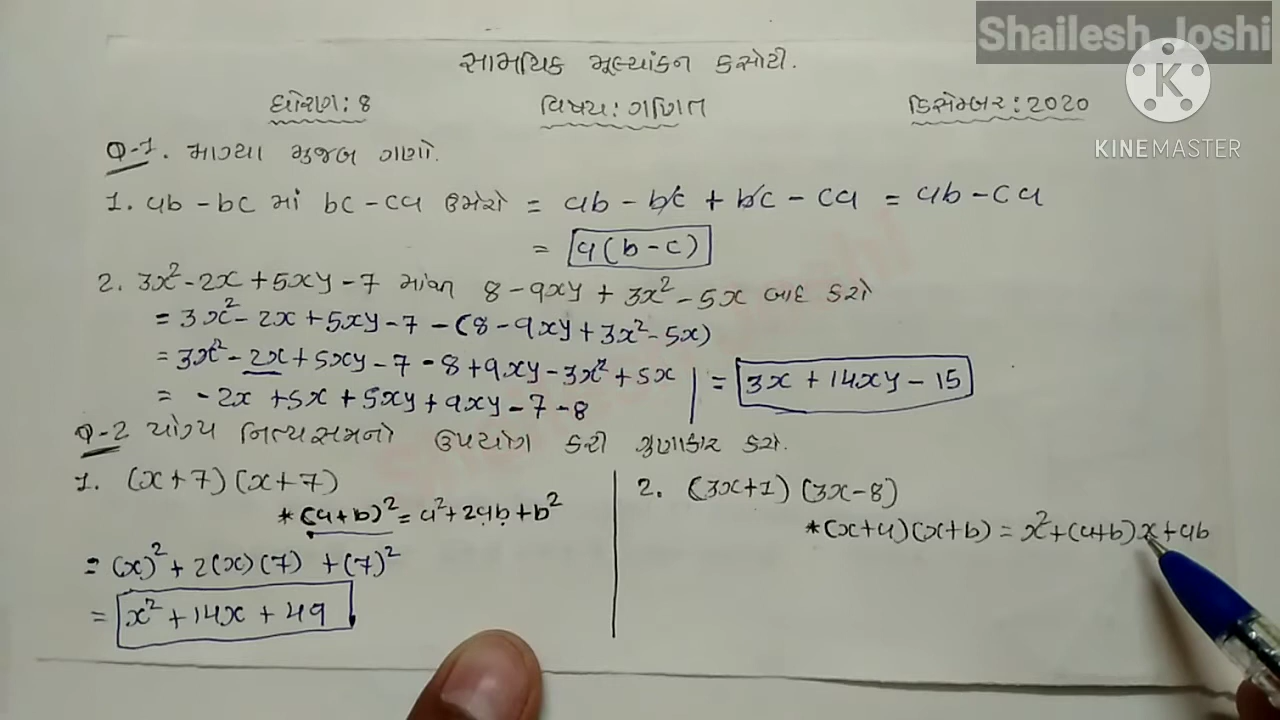 Shailesh Joshi
K
KINEMASTER
સામયિક મૂલ્યાંકન કસોટી.
ધોરણ: 8 વિષય: ગણિત ડિસેમ્બર: 2020
Q-1. માગ્યા મુજબ ગણો.
1. ab - bc માં bc - ca ઉમેરો = ab - bc + bc - ca = ab - ca
= a(b - c)
2. 3x² - 2x + 5xy - 7 માંથી 8 - 9xy + 3x² - 5x બાદ કરો
= 3x² - 2x + 5xy - 7 - (8 - 9xy + 3x² - 5x)
= 3x² - 2x + 5xy - 7 - 8 + 9xy - 3x² + 5x
= - 2x + 5x + 5xy + 9xy - 7 - 8
= 3x + 14xy - 15
Q-2 યોગ્ય નિત્યસમનો ઉપયોગ કરી ગુણાકાર કરો.
1. (x+7) (x+7)
* (a+b)² = a² + 2ab + b²
= (x)² + 2(x)(7) + (7)²
= x² + 14x + 49
2. (3x+1) (3x-8)
* (x+a)(x+b) = x² + (a+b)x + ab